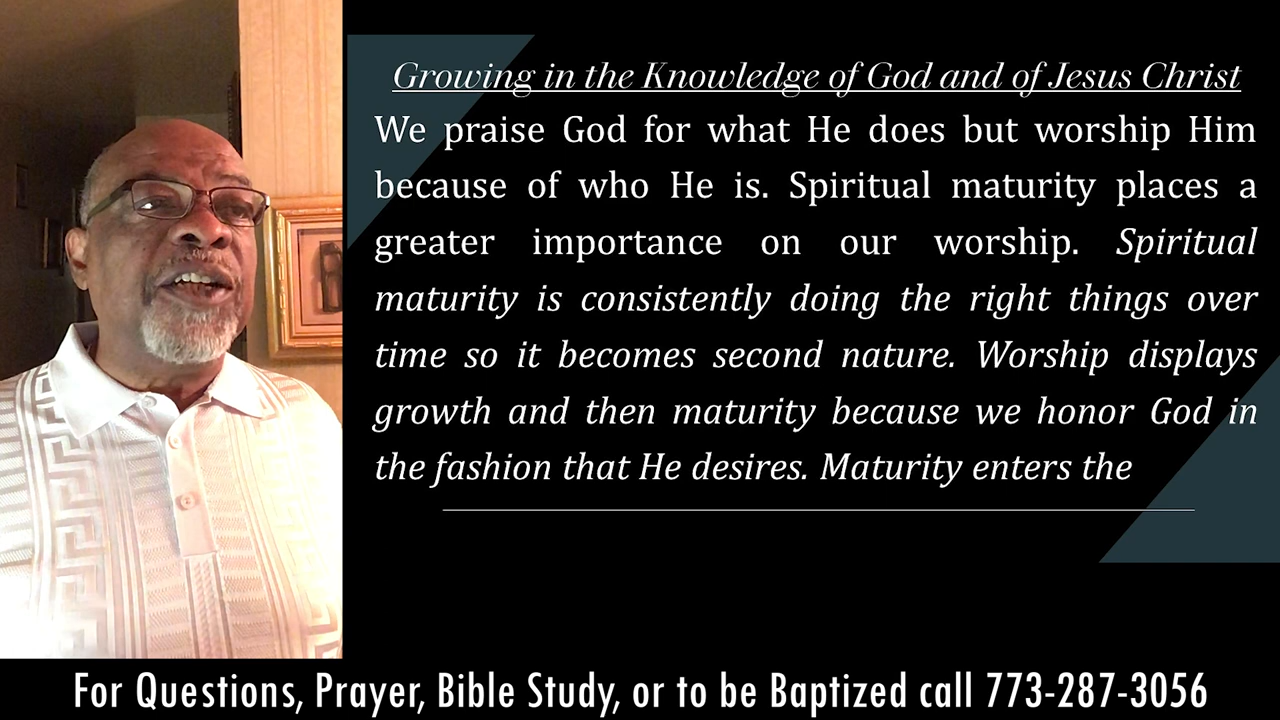 Growing in the Knowledge of God and of Jesus Christ
We praise God for what He does but worship Him
because of who He is. Spiritual maturity places a
greater importance on our worship. Spiritual
maturity is consistently doing the right things over
time so it becomes second nature. Worship displays
growth and then maturity because we honor God in
the fashion that He desires. Maturity enters the
For Questions, Prayer, Bible Study, or to be Baptized call 773-287-3056